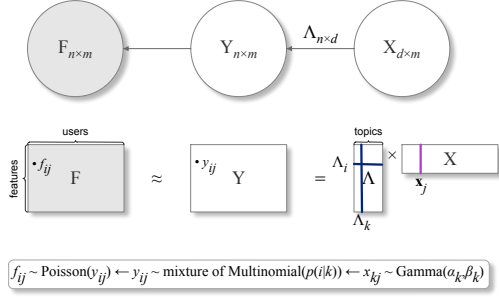 F_{n×m} Y_{n×m} Λ_{n×d} X_{d×m}
users topics
features • f_{ij} F ≈ • y_{ij} Y = Λ_i Λ × X
x_j
Λ_k
f_{ij} ~ Poisson(y_{ij}) ← y_{ij} ~ mixture of Multinomial(p(i|k)) ← x_{kj} ~ Gamma(α_k,β_k)